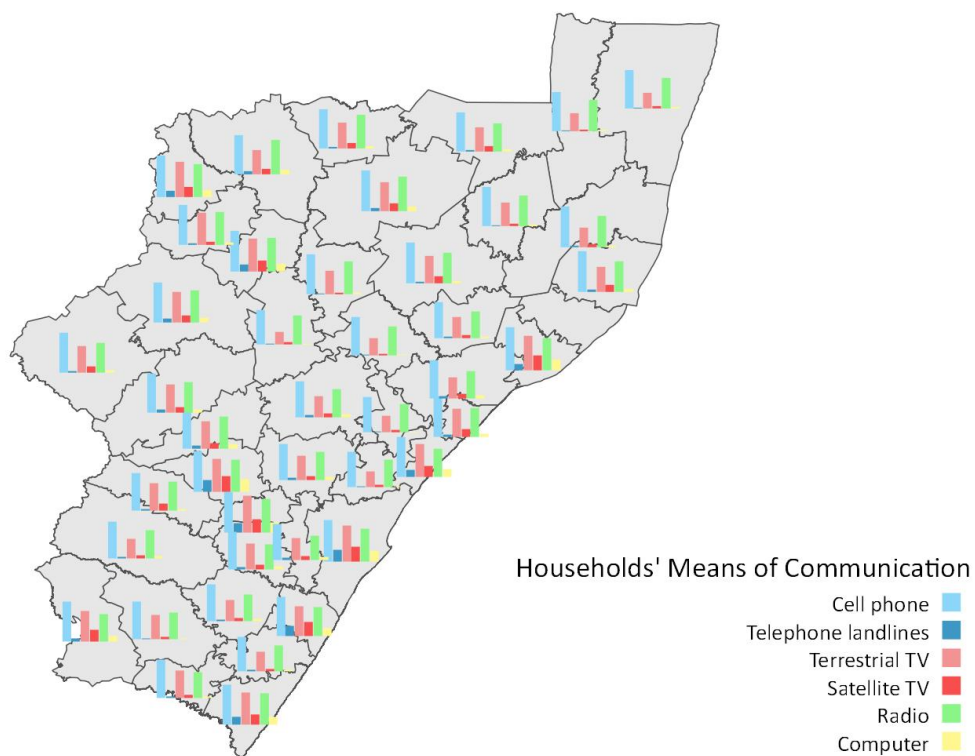 Households' Means of Communication
Cell phone
Telephone landlines
Terrestrial TV
Satellite TV
Radio
Computer